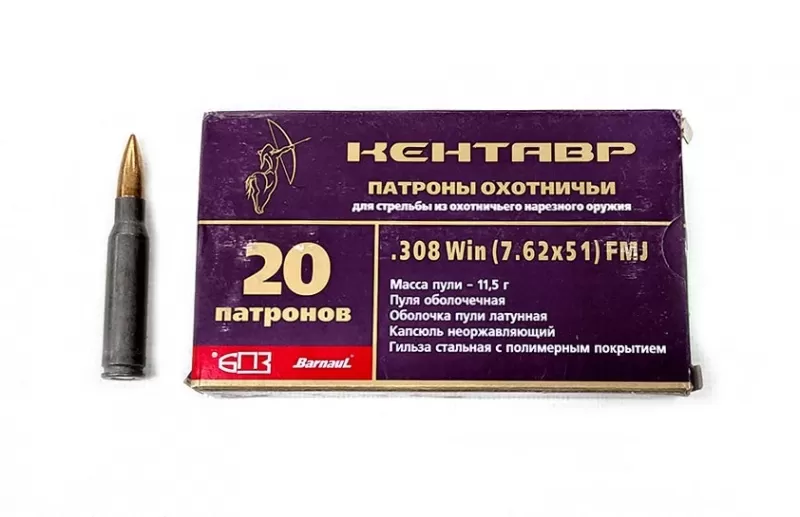 КЕНТАВР
ПАТРОНЫ ОХОТНИЧЬИ
для стрельбы из охотничьего нарезного оружия
20
патронов
.308 Win (7.62x51) FMJ
Масса пули - 11,5 г
Пуля оболочечная
Оболочка пули латунная
Капсюль неоржавляющий
Гильза стальная с полимерным покрытием
БПЗ
Barnaul